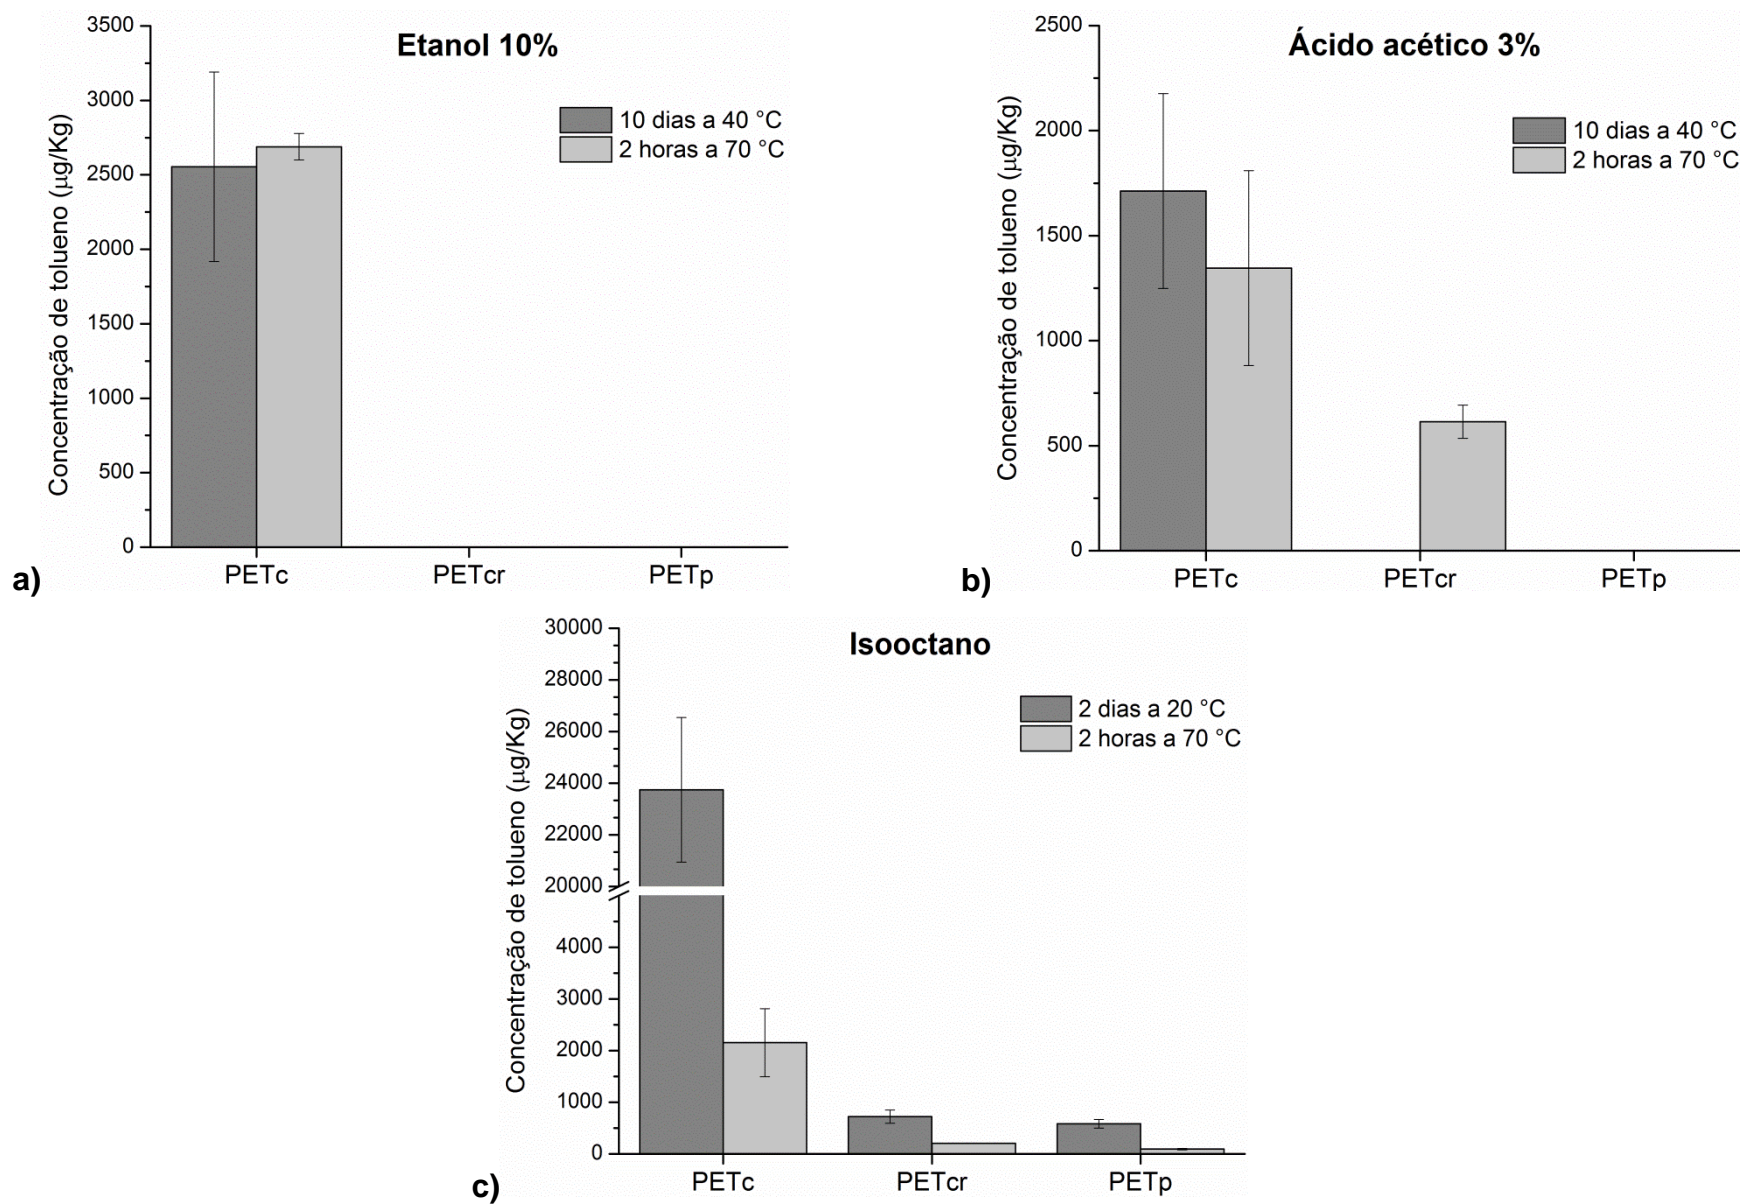 Etanol 10%
10 dias a 40 °C
2 horas a 70 °C
Concentração de tolueno (μg/Kg)
3500
3000
2500
2000
1500
1000
500
0
PETc PETcr PETp
a)
Ácido acético 3%
10 dias a 40 °C
2 horas a 70 °C
Concentração de tolueno (μg/Kg)
2500
2000
1500
1000
500
0
PETc PETcr PETp
b)
Isooctano
2 dias a 20 °C
2 horas a 70 °C
Concentração de tolueno (μg/Kg)
30000
28000
26000
24000
22000
20000
4000
3000
2000
1000
0
PETc PETcr PETp
c)